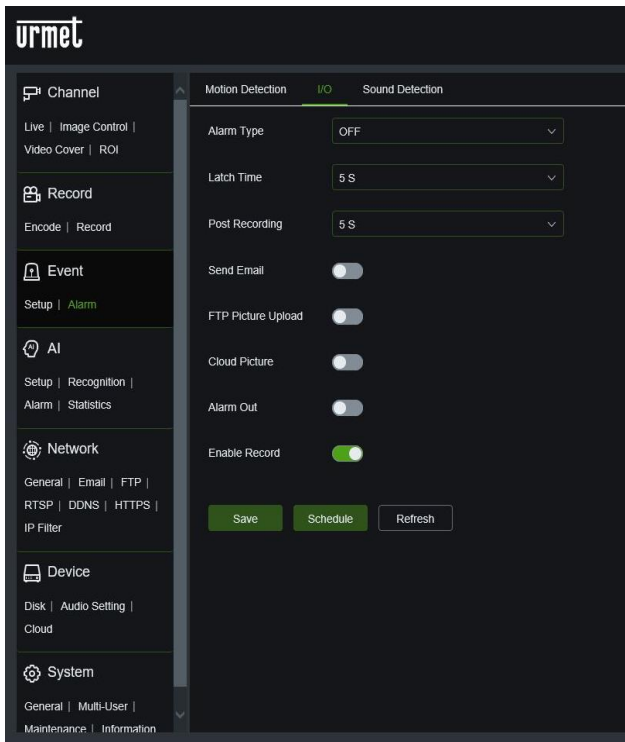 urmet
Channel
Live | Image Control |
Video Cover | ROI
Record
Encode | Record
Event
Setup | Alarm
AI
AI
Setup | Recognition |
Alarm | Statistics
Network
General | Email | FTP |
RTSP | DDNS | HTTPS |
IP Filter
Device
Disk | Audio Setting |
Cloud
System
General | Multi-User |
Maintenance | Information
Motion Detection I/O Sound Detection
Alarm Type OFF
Latch Time 5 S
Post Recording 5 S
Send Email
FTP Picture Upload
Cloud Picture
Alarm Out
Enable Record
Save Schedule Refresh